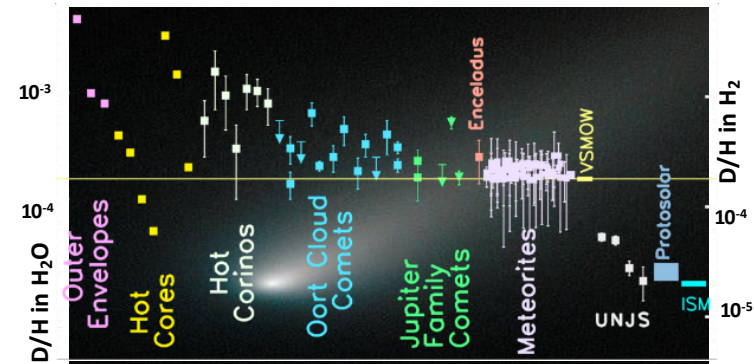 10⁻³
10⁻⁴
D/H in H₂O
Outer
Envelopes
Hot
Cores
Hot
Corinos
Oort Cloud
Comets
Jupiter
Family
Comets
Enceladus
Meteorites
VSMOW
UNJS
Protosolar
ISM
D/H in H₂
10⁻⁴
10⁻⁵